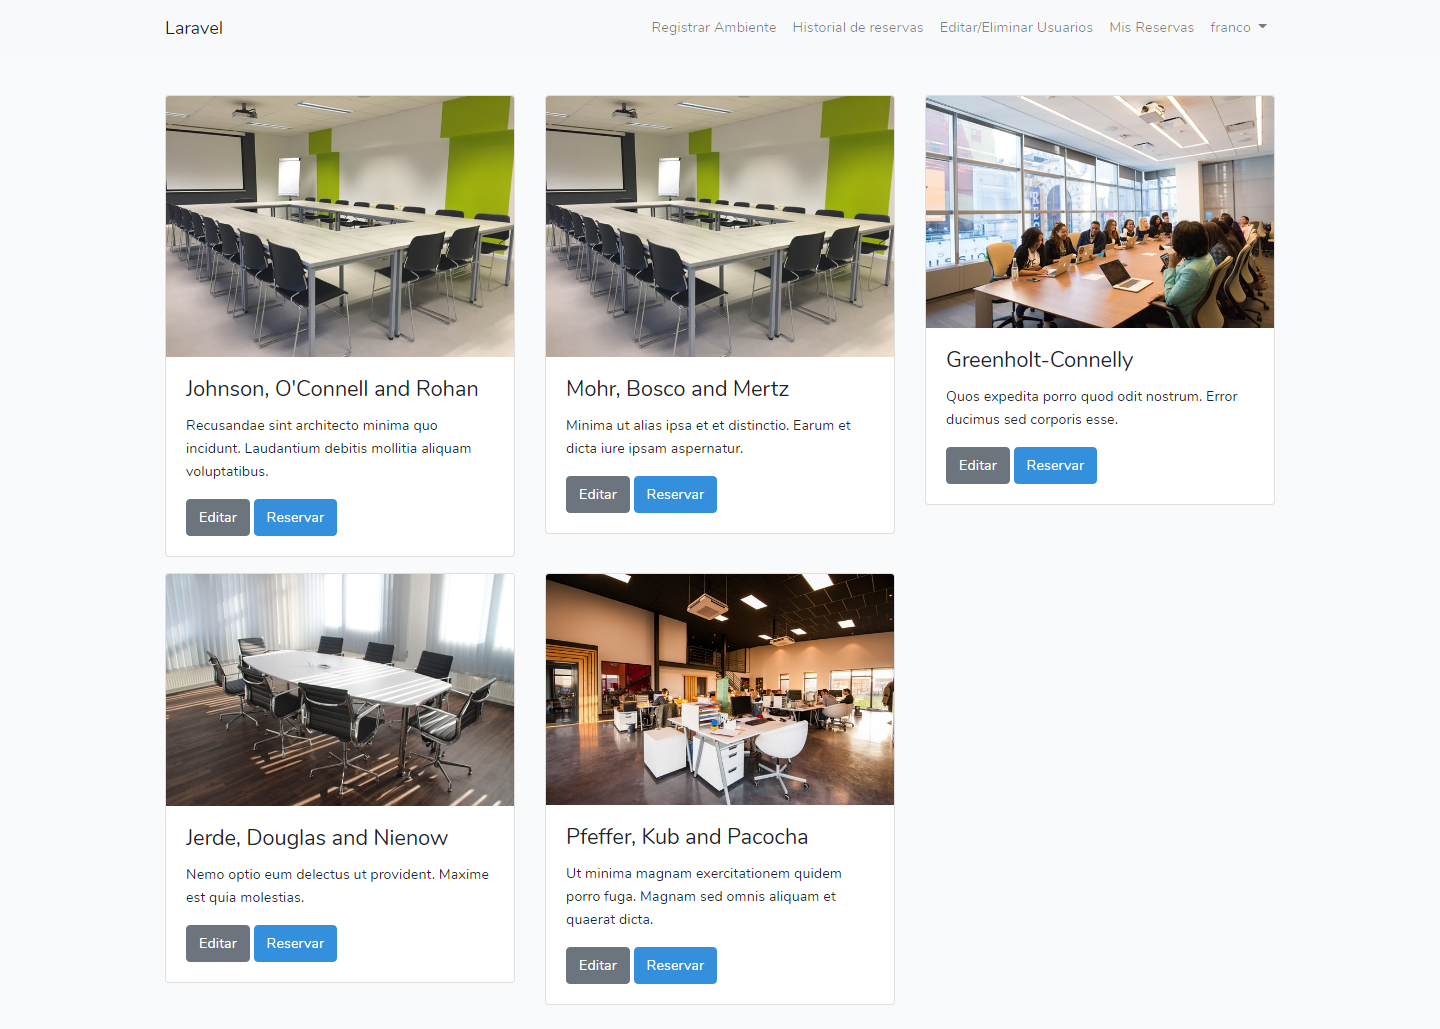 Laravel
Registrar Ambiente Historial de reservas Editar/Eliminar Usuarios Mis Reservas franco
Johnson, O'Connell and Rohan
Recusandae sint architecto minima quo
incidunt. Laudantium debitis mollitia aliquam
voluptatibus.
Editar Reservar
Mohr, Bosco and Mertz
Minima ut alias ipsa et et distinctio. Earum et
dicta iure ipsam aspernatur.
Editar Reservar
Greenholt-Connelly
Quos expedita porro quod odit nostrum. Error
ducimus sed corporis esse.
Editar Reservar
Jerde, Douglas and Nienow
Nemo optio eum delectus ut provident. Maxime
est quia molestias.
Editar Reservar
Pfeffer, Kub and Pacocha
Ut minima magnam exercitationem quidem
porro fuga. Magnam sed omnis aliquam et
quaerat dicta.
Editar Reservar